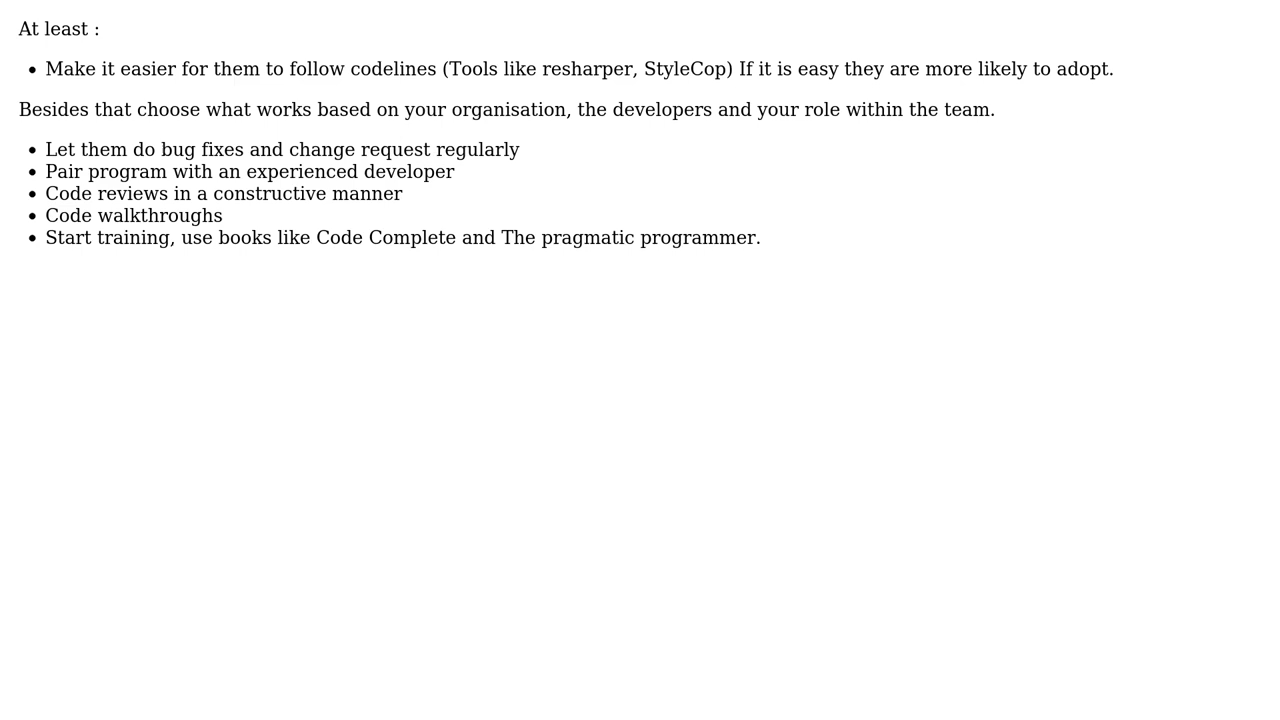 At least :
• Make it easier for them to follow codelines (Tools like resharper, StyleCop) If it is easy they are more likely to adopt.
Besides that choose what works based on your organisation, the developers and your role within the team.
• Let them do bug fixes and change request regularly
• Pair program with an experienced developer
• Code reviews in a constructive manner
• Code walkthroughs
• Start training, use books like Code Complete and The pragmatic programmer.